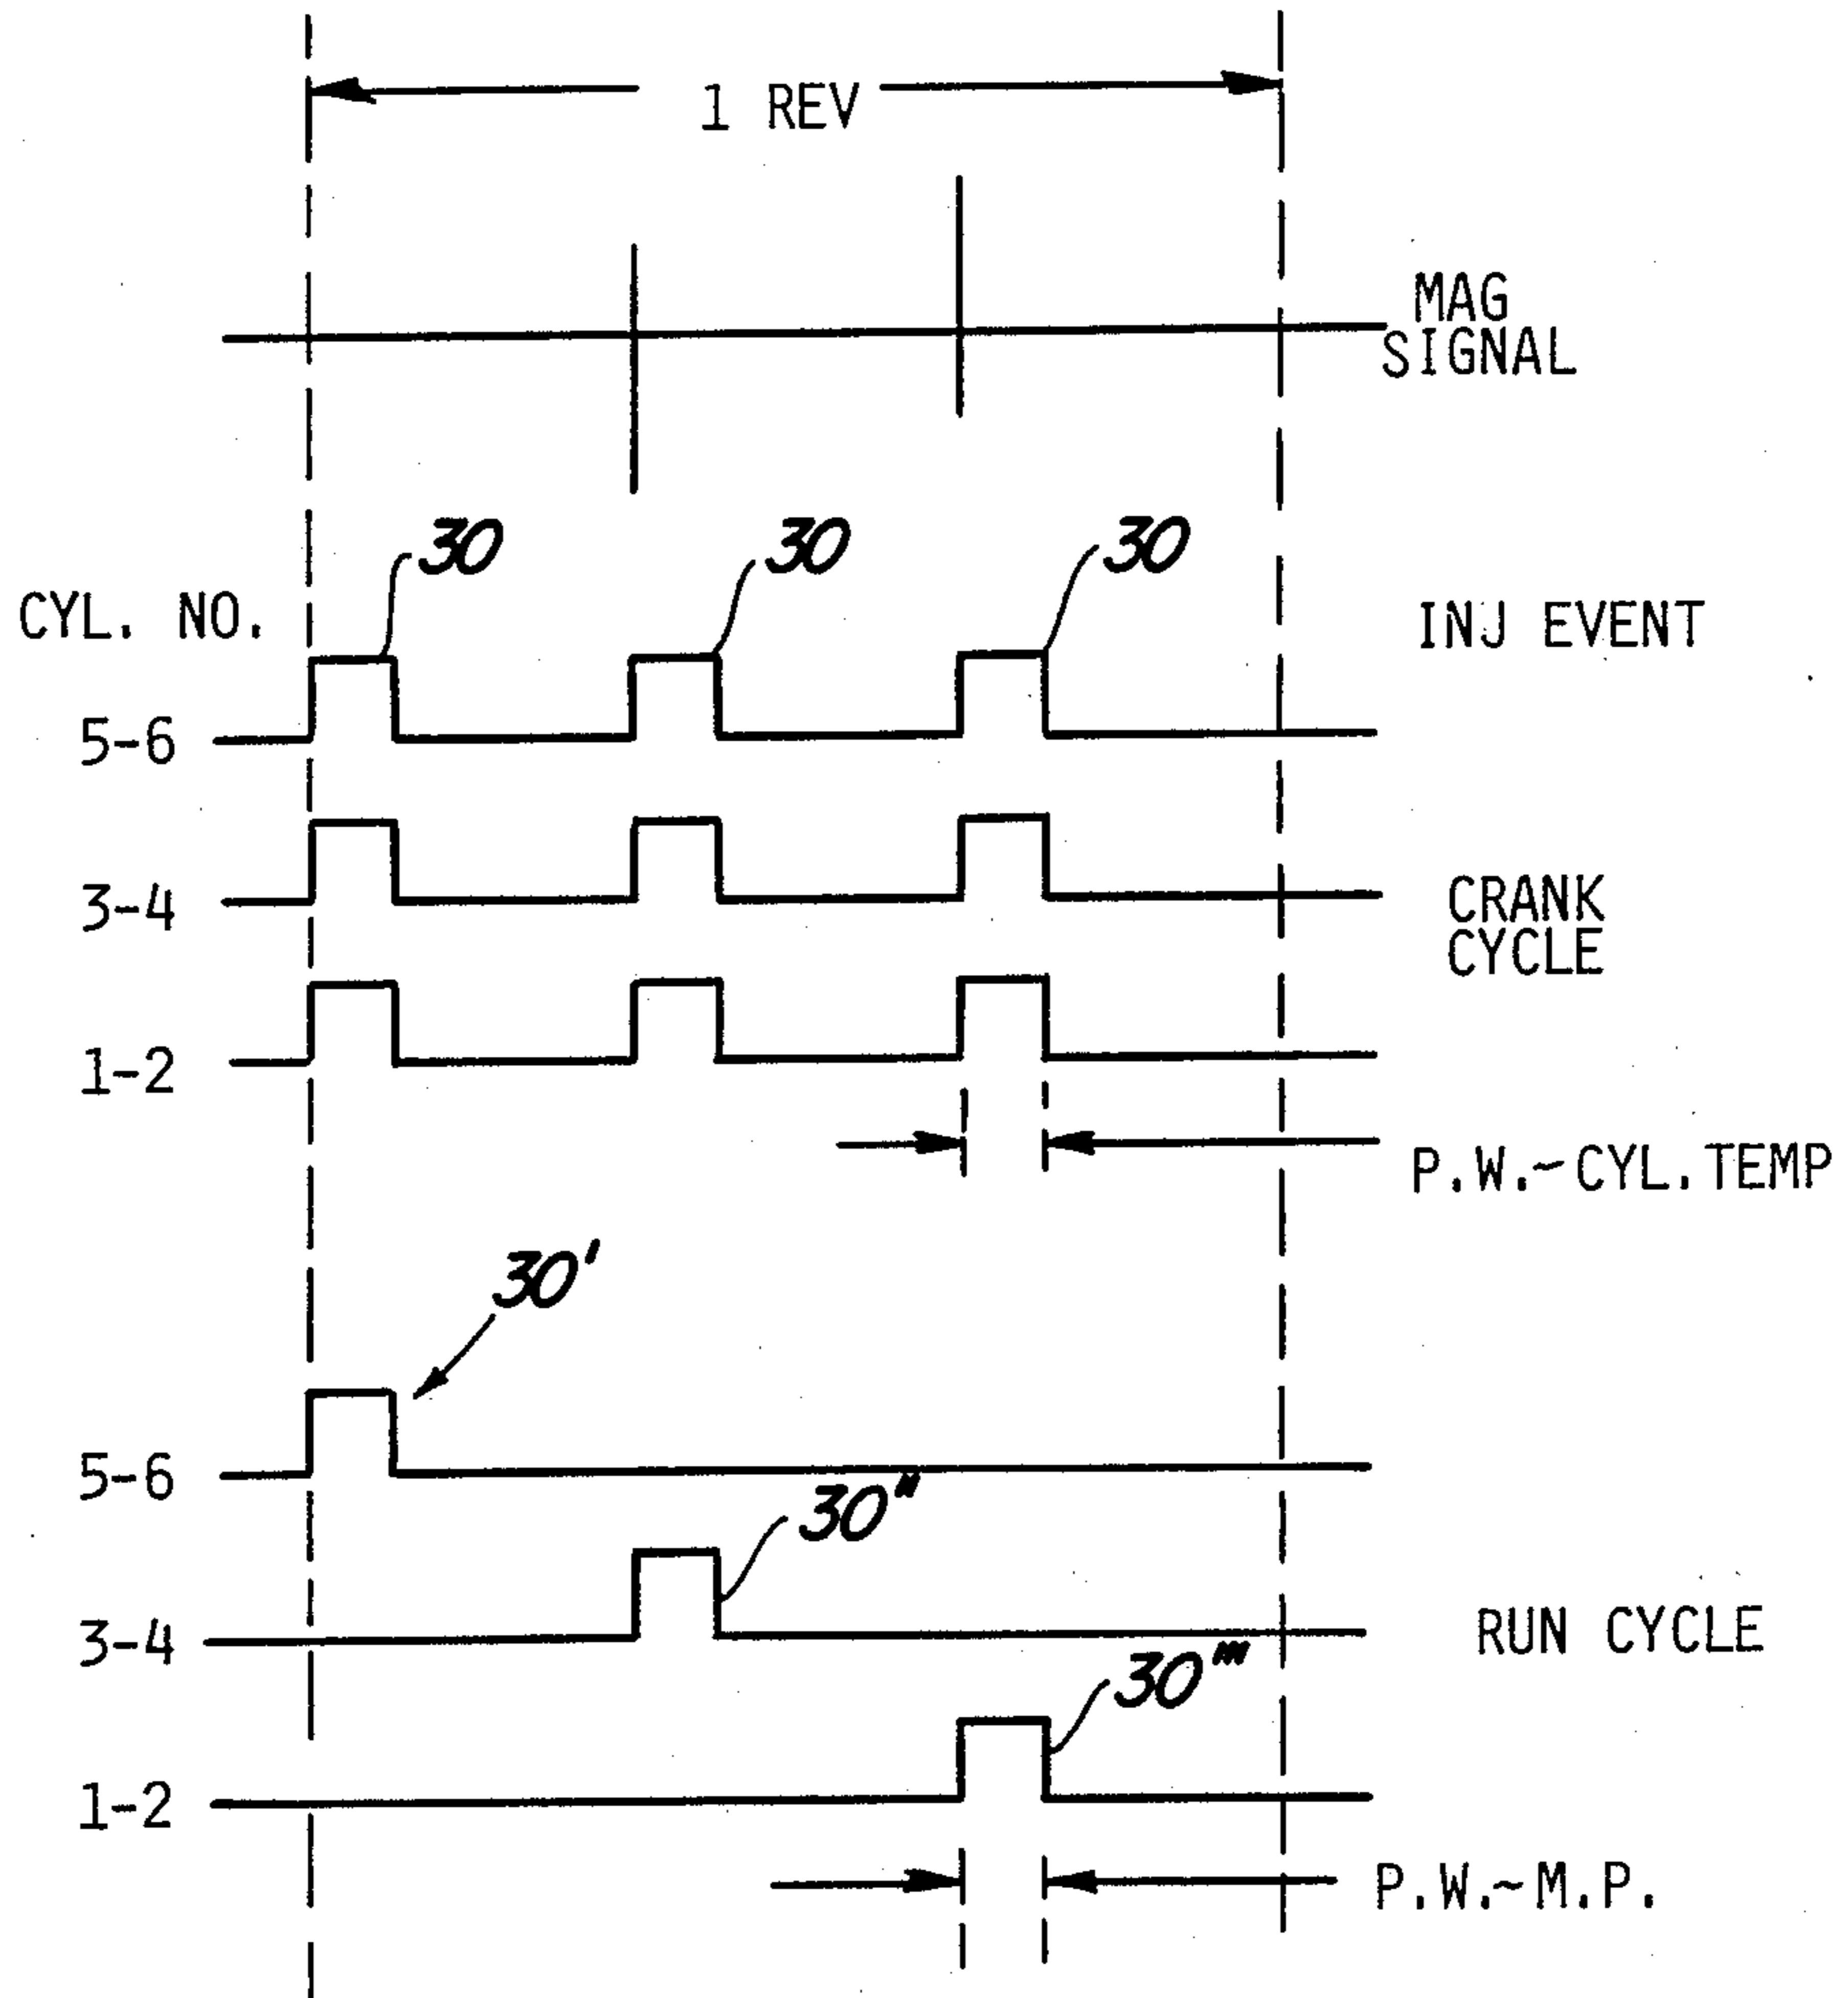 1 REV
MAG
SIGNAL
30 30 30
CYL. NO.
INJ EVENT
5-6
3-4
CRANK
CYCLE
1-2
P.W.~CYL.TEMP
30'
5-6
30"
3-4
RUN CYCLE
30"'
1-2
P.W.~M.P.